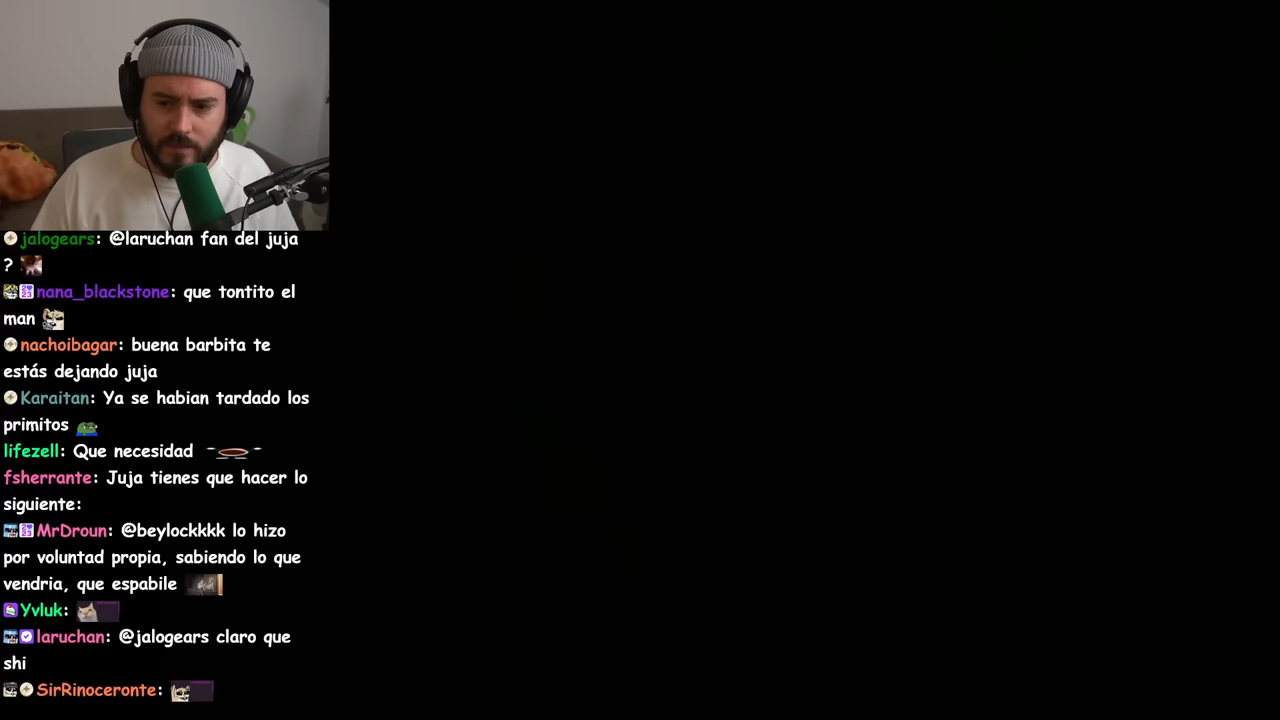 jalogears: @laruchan fan del juja
?
nana_blackstone: que tontito el
man
nachoibagar: buena barbita te
estás dejando juja
Karaitan: Ya se habian tardado los
primitos
lifezell: Que necesidad
fsherrante: Juja tienes que hacer lo
siguiente:
MrDroun: @beylockkkk lo hizo
por voluntad propia, sabiendo lo que
vendria, que espabile
Yvluk:
laruchan: @jalogears claro que
shi
SirRinoceronte: